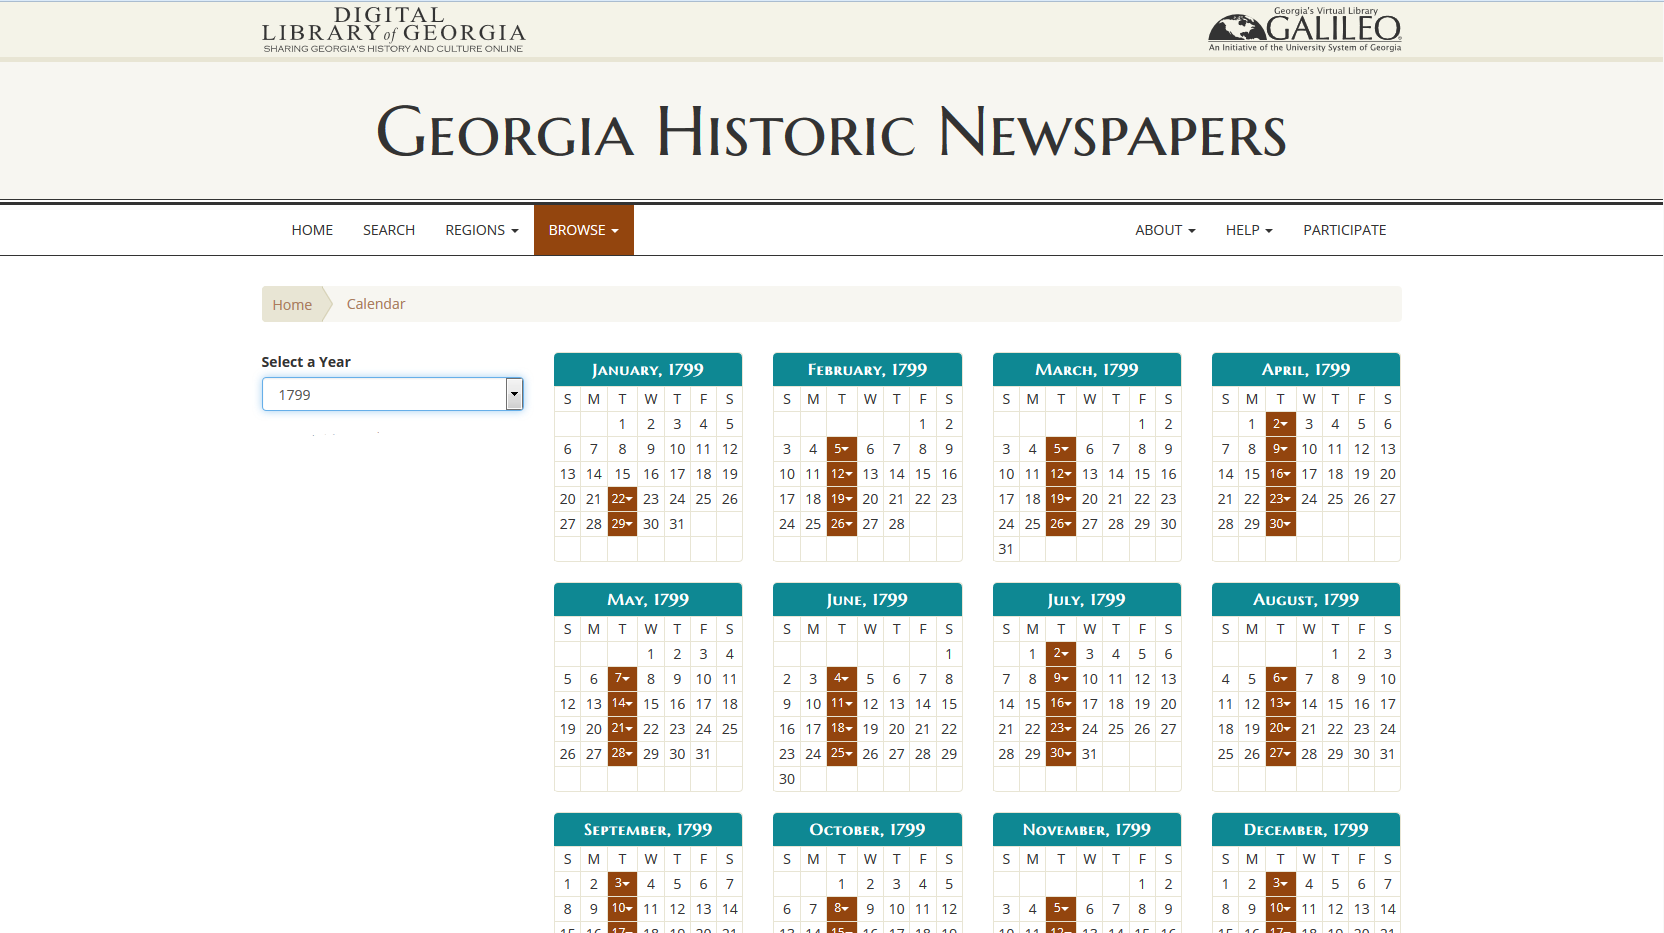 DIGITAL
LIBRARY of GEORGIA
SHARING GEORGIA'S HISTORY AND CULTURE ONLINE
Georgia's Virtual Library
GALILEO
An Initiative of the University System of Georgia
GEORGIA HISTORIC NEWSPAPERS
HOME SEARCH REGIONS BROWSE ABOUT HELP PARTICIPATE
Home Calendar
Select a Year
1799
JANUARY, 1799
S M T W T F S
1 2 3 4 5
6 7 8 9 10 11 12
13 14 15 16 17 18 19
20 21 22 23 24 25 26
27 28 29 30 31
FEBRUARY, 1799
S M T W T F S
1 2
3 4 5 6 7 8 9
10 11 12 13 14 15 16
17 18 19 20 21 22 23
24 25 26 27 28
MARCH, 1799
S M T W T F S
1 2
3 4 5 6 7 8 9
10 11 12 13 14 15 16
17 18 19 20 21 22 23
24 25 26 27 28 29 30
31
APRIL, 1799
S M T W T F S
1 2 3 4 5 6
7 8 9 10 11 12 13
14 15 16 17 18 19 20
21 22 23 24 25 26 27
28 29 30
MAY, 1799
S M T W T F S
1 2 3 4
5 6 7 8 9 10 11
12 13 14 15 16 17 18
19 20 21 22 23 24 25
26 27 28 29 30 31
JUNE, 1799
S M T W T F S
1
2 3 4 5 6 7 8
9 10 11 12 13 14 15
16 17 18 19 20 21 22
23 24 25 26 27 28 29
30
JULY, 1799
S M T W T F S
1 2 3 4 5 6
7 8 9 10 11 12 13
14 15 16 17 18 19 20
21 22 23 24 25 26 27
28 29 30 31
AUGUST, 1799
S M T W T F S
1 2 3
4 5 6 7 8 9 10
11 12 13 14 15 16 17
18 19 20 21 22 23 24
25 26 27 28 29 30 31
SEPTEMBER, 1799
S M T W T F S
1 2 3 4 5 6 7
8 9 10 11 12 13 14
OCTOBER, 1799
S M T W T F S
1 2 3 4 5
6 7 8 9 10 11 12
NOVEMBER, 1799
S M T W T F S
1 2
3 4 5 6 7 8 9
DECEMBER, 1799
S M T W T F S
1 2 3 4 5 6 7
8 9 10 11 12 13 14